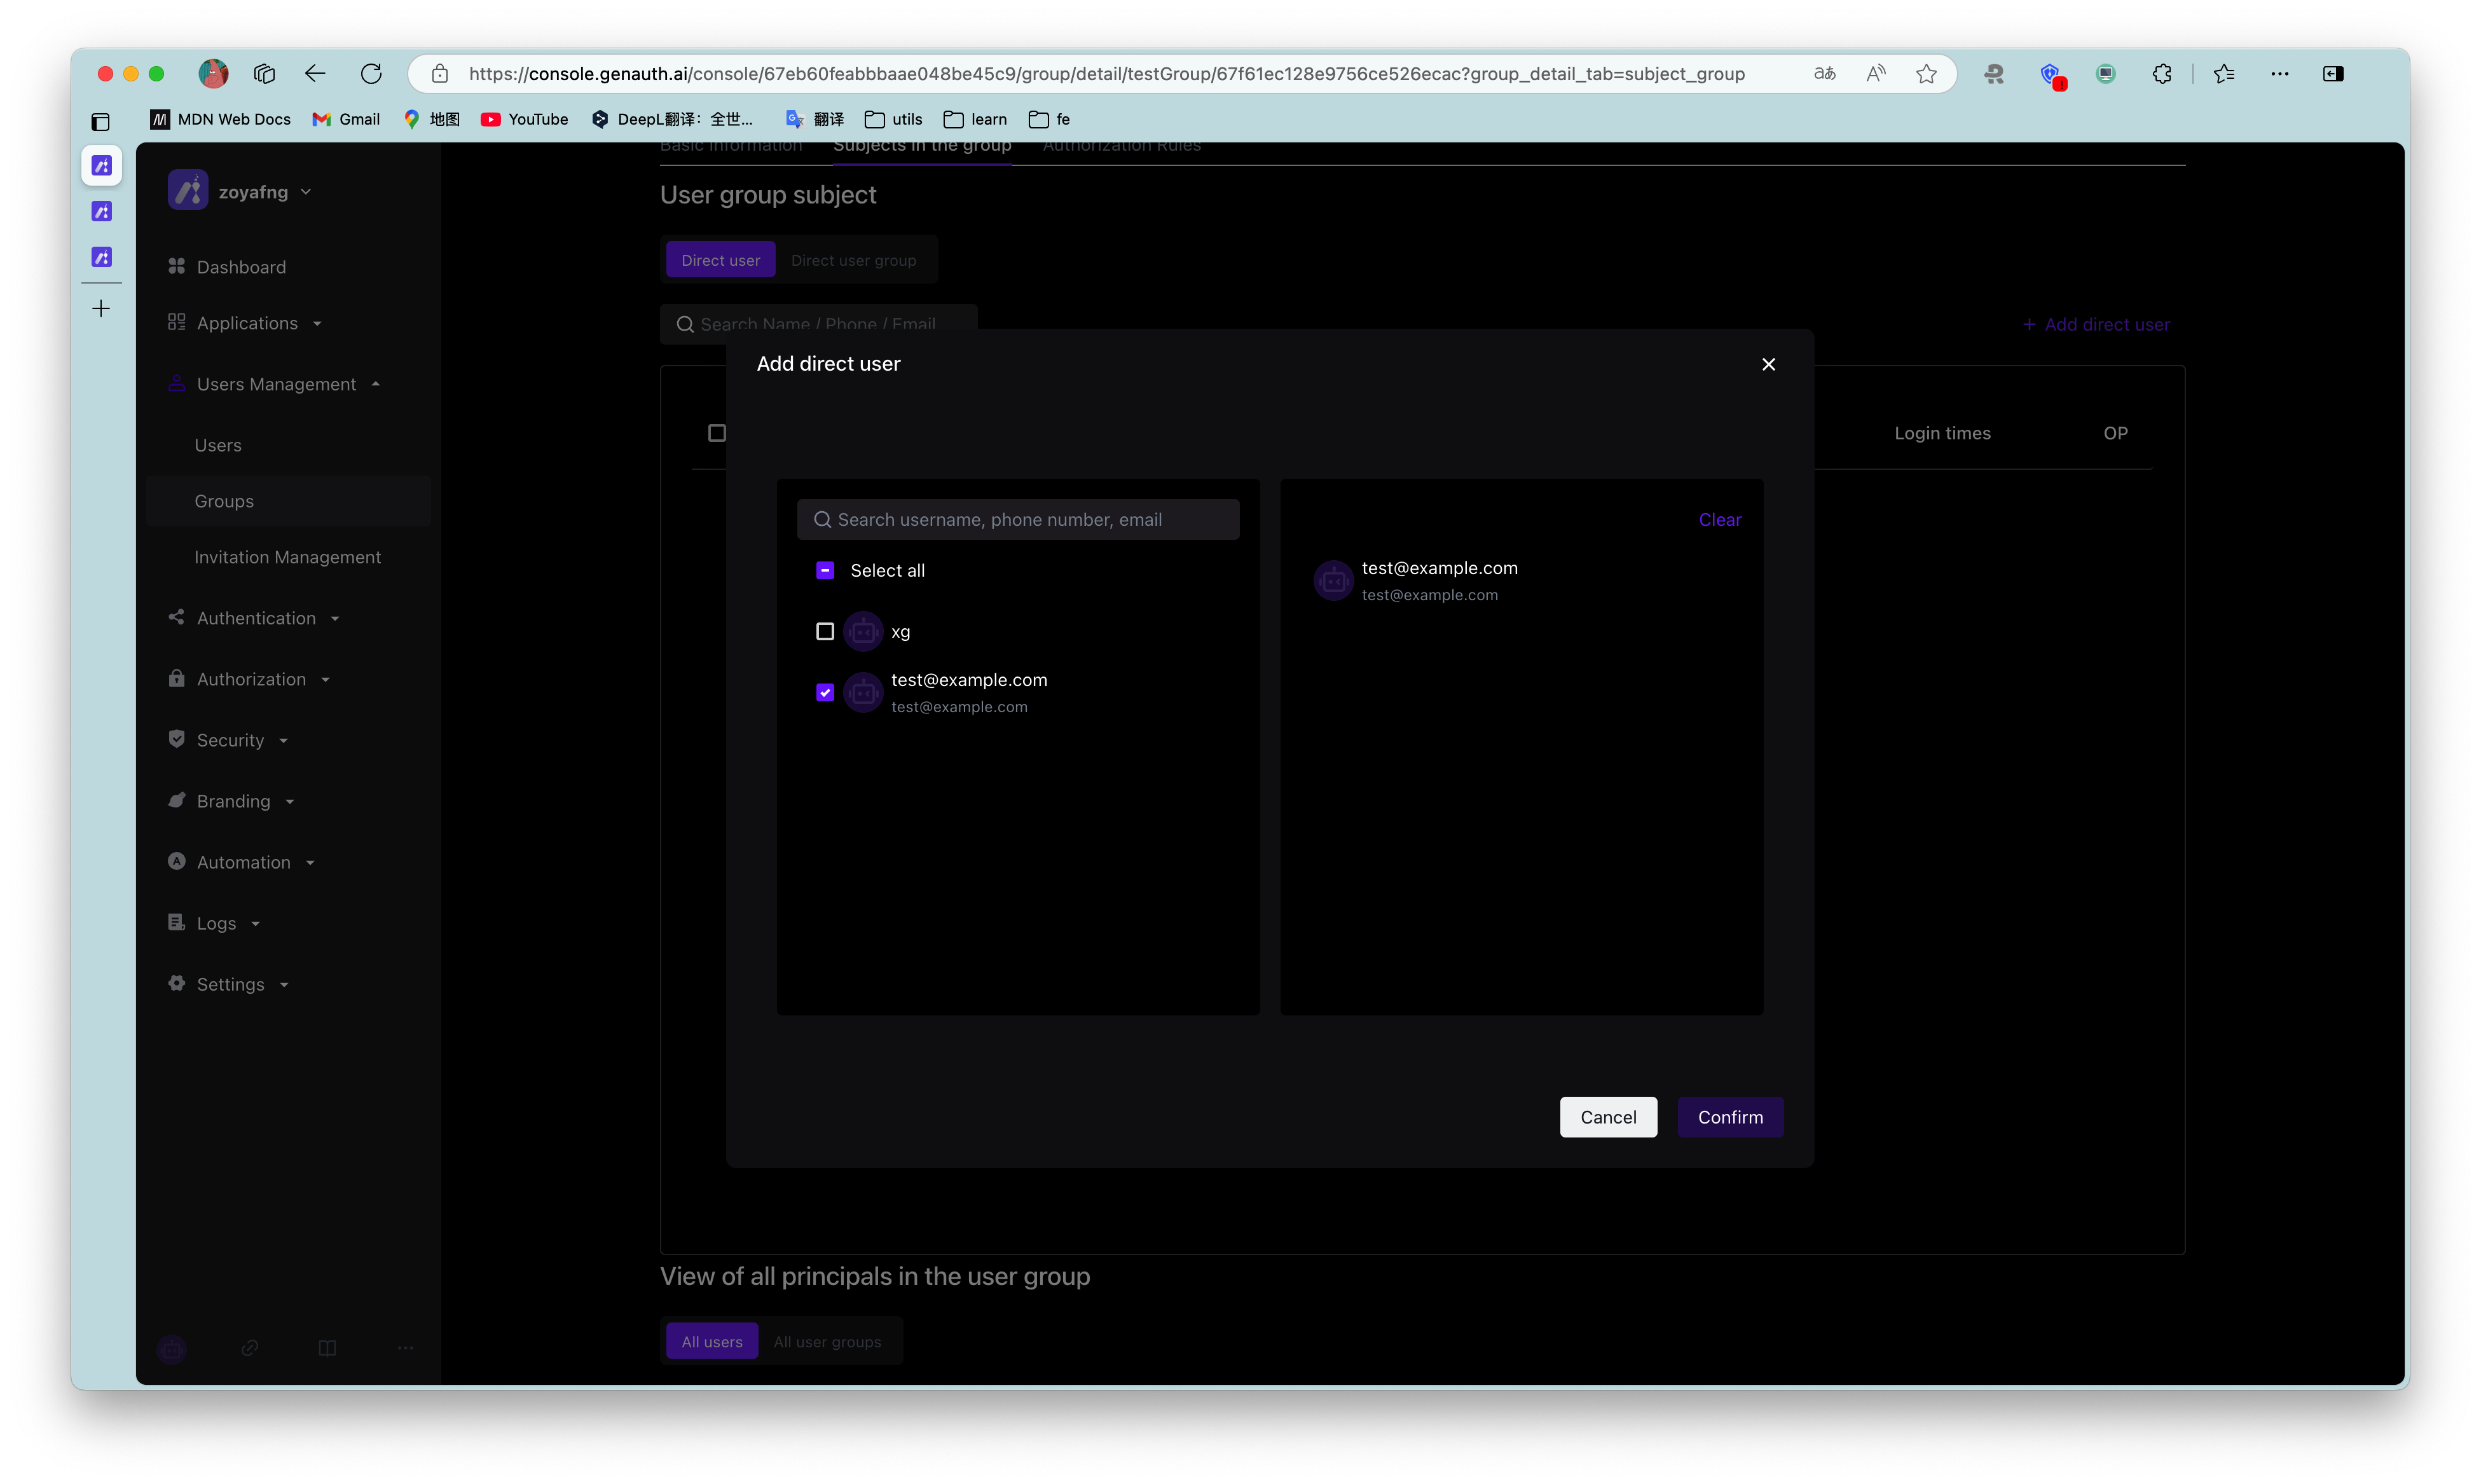 https://console.genauth.ai/console/67eb60feabbbaae048be45c9/group/detail/testGroup/67f61ec128e9756ce526ecac?group_detail_tab=subject_group
MDN Web Docs
Gmail
地图
YouTube
DeepL翻译：全世...
翻译
utils
learn
fe
zoyafng
Dashboard
Applications
Users Management
Users
Groups
Invitation Management
Authentication
Authorization
Security
Branding
Automation
Logs
Settings
Basic Information
Subjects in the group
Authorization Rules
User group subject
Direct user
Direct user group
Search Name / Phone / Email
+ Add direct user
Login times
OP
Add direct user
Search username, phone number, email
Select all
xg
test@example.com
test@example.com
Clear
test@example.com
test@example.com
Cancel
Confirm
View of all principals in the user group
All users
All user groups